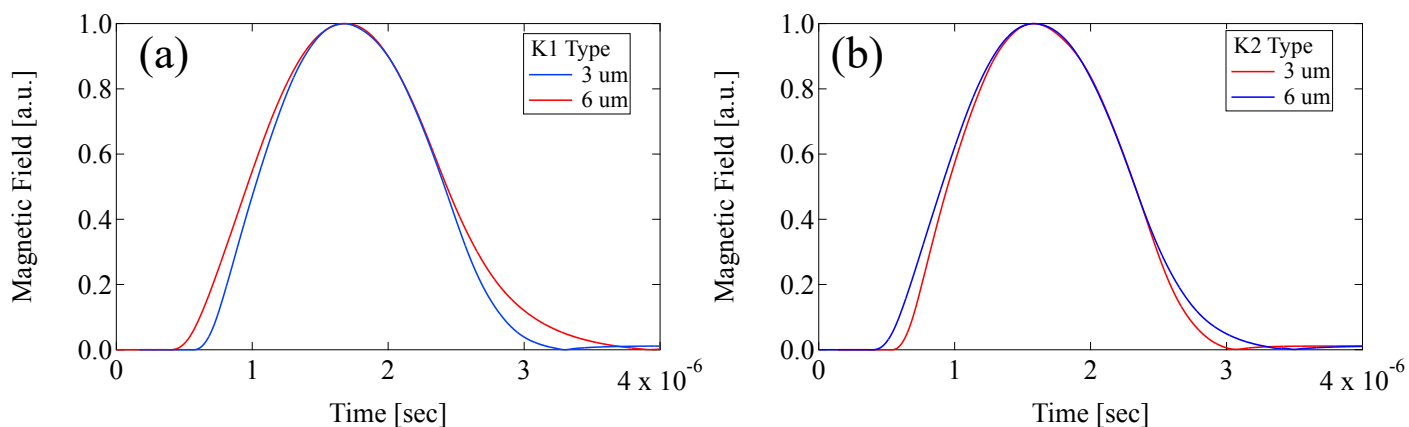 (a)
K1 Type
3 um
6 um
Magnetic Field [a.u.]
1.0
0.8
0.6
0.4
0.2
0.0
0
1
2
3
4 x 10-6
Time [sec]
(b)
K2 Type
3 um
6 um
Magnetic Field [a.u.]
1.0
0.8
0.6
0.4
0.2
0.0
0
1
2
3
4 x 10-6
Time [sec]